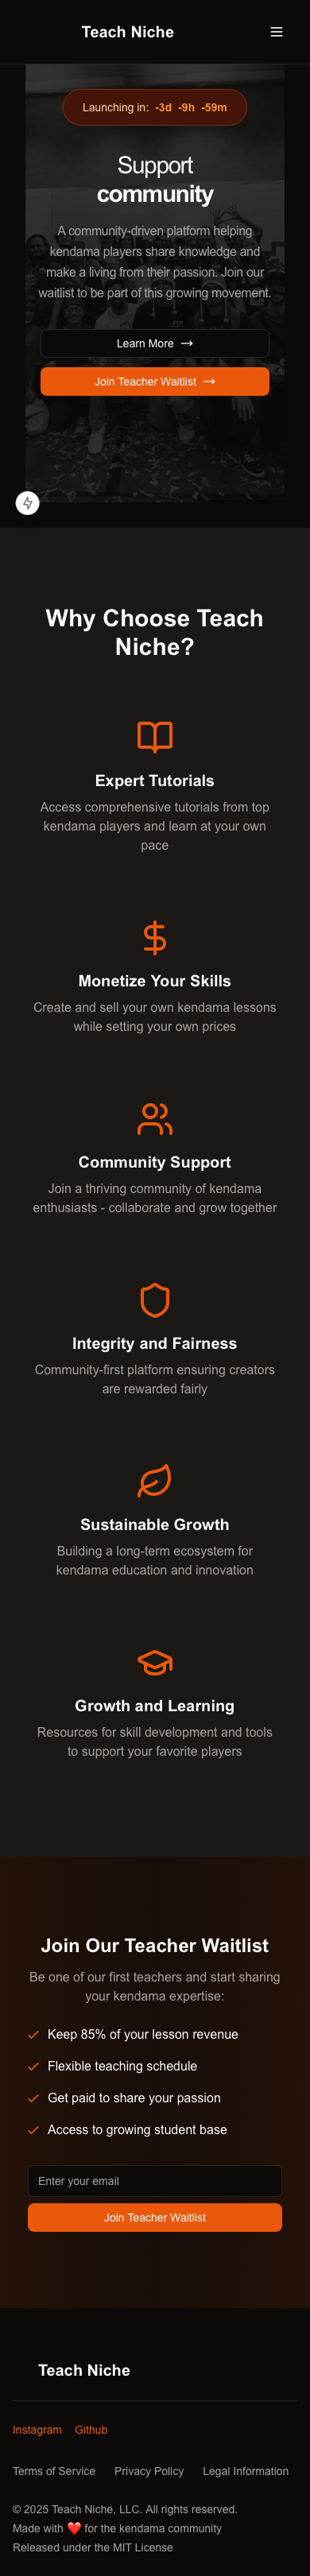 Teach Niche
Launching in: -3d -9h -59m
Support
community
A community-driven platform helping
kendama players share knowledge and
make a living from their passion. Join our
waitlist to be part of this growing movement.
Learn More →
Join Teacher Waitlist →
Why Choose Teach
Niche?
Expert Tutorials
Access comprehensive tutorials from top
kendama players and learn at your own
pace
Monetize Your Skills
Create and sell your own kendama lessons
while setting your own prices
Community Support
Join a thriving community of kendama
enthusiasts - collaborate and grow together
Integrity and Fairness
Community-first platform ensuring creators
are rewarded fairly
Sustainable Growth
Building a long-term ecosystem for
kendama education and innovation
Growth and Learning
Resources for skill development and tools
to support your favorite players
Join Our Teacher Waitlist
Be one of our first teachers and start sharing
your kendama expertise:
Keep 85% of your lesson revenue
Flexible teaching schedule
Get paid to share your passion
Access to growing student base
Enter your email
Join Teacher Waitlist
Teach Niche
Instagram Github
Terms of Service Privacy Policy Legal Information
© 2025 Teach Niche, LLC. All rights reserved.
Made with ❤️ for the kendama community
Released under the MIT License